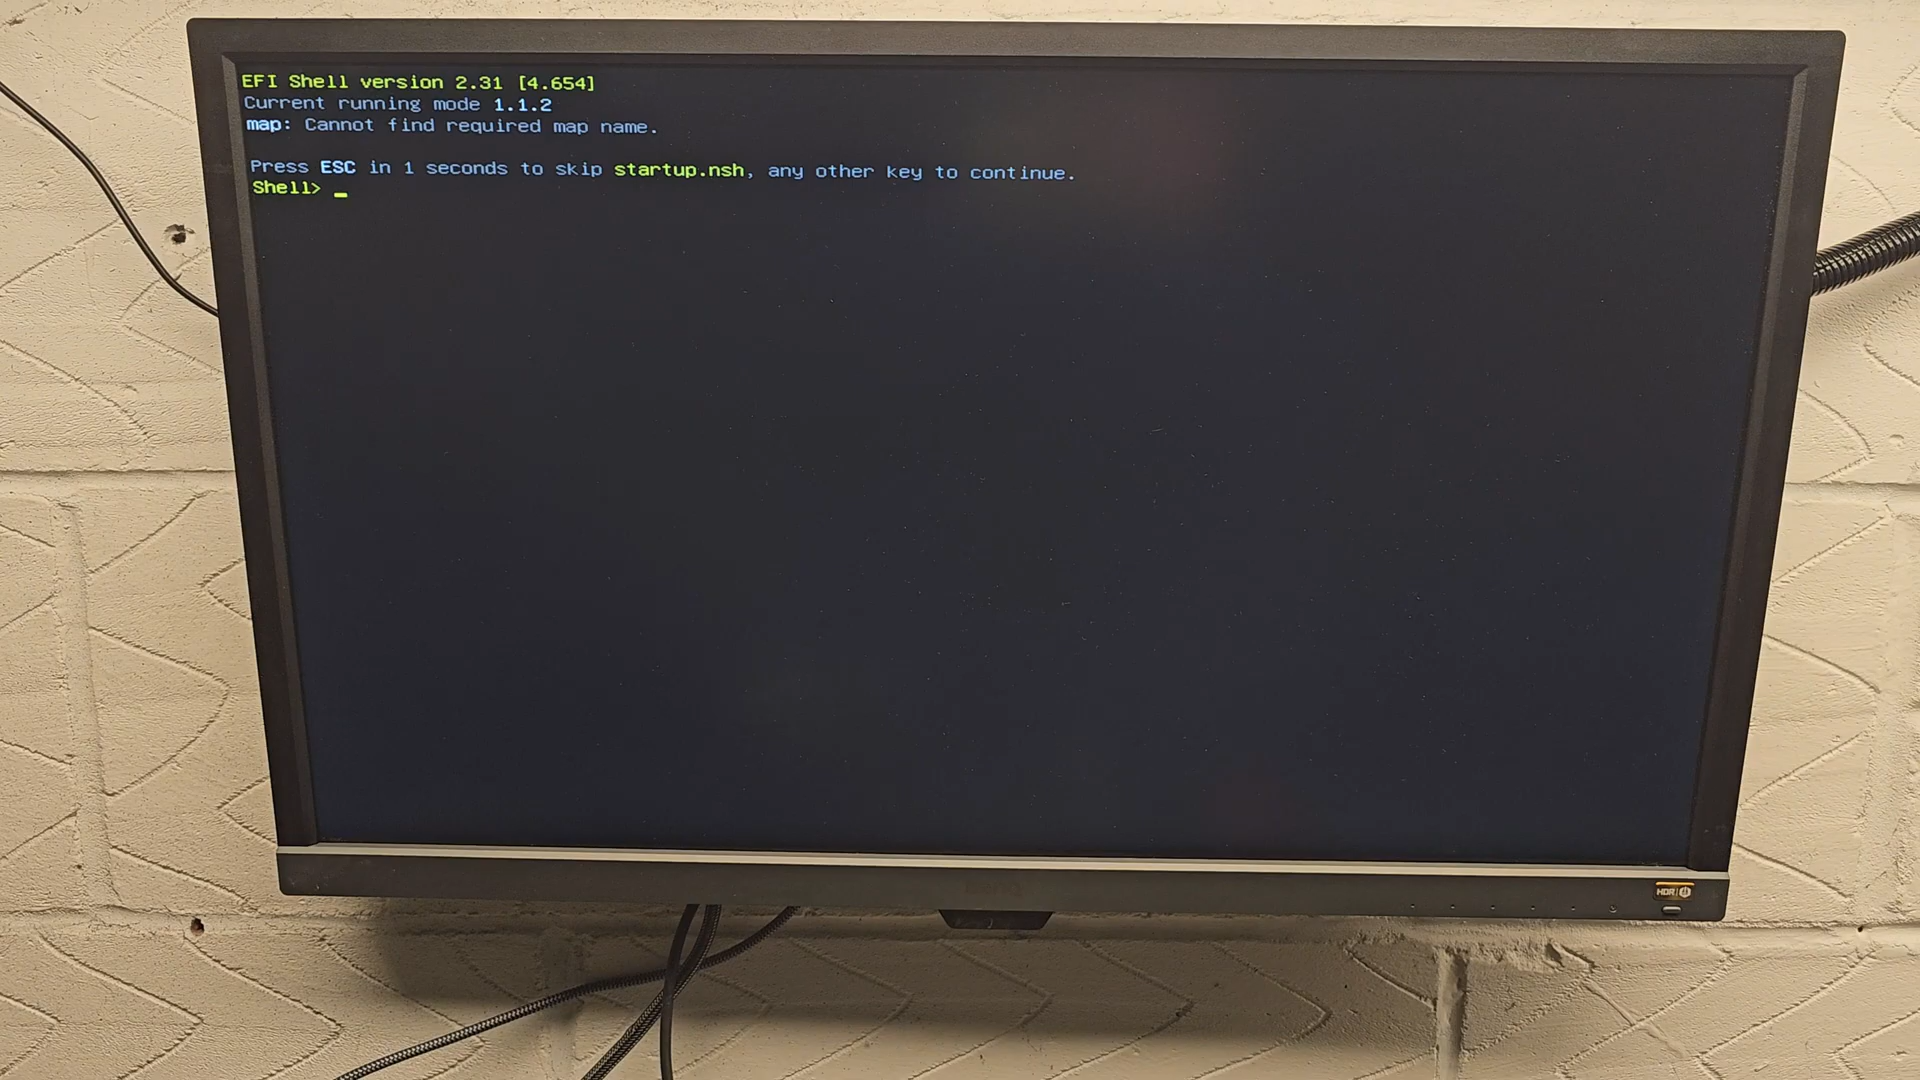 EFI Shell version 2.31 [4.654]
Current running mode 1.1.2
map: Cannot find required map name.
Press ESC in 1 seconds to skip startup.nsh, any other key to continue.
Shell> _
HDRi